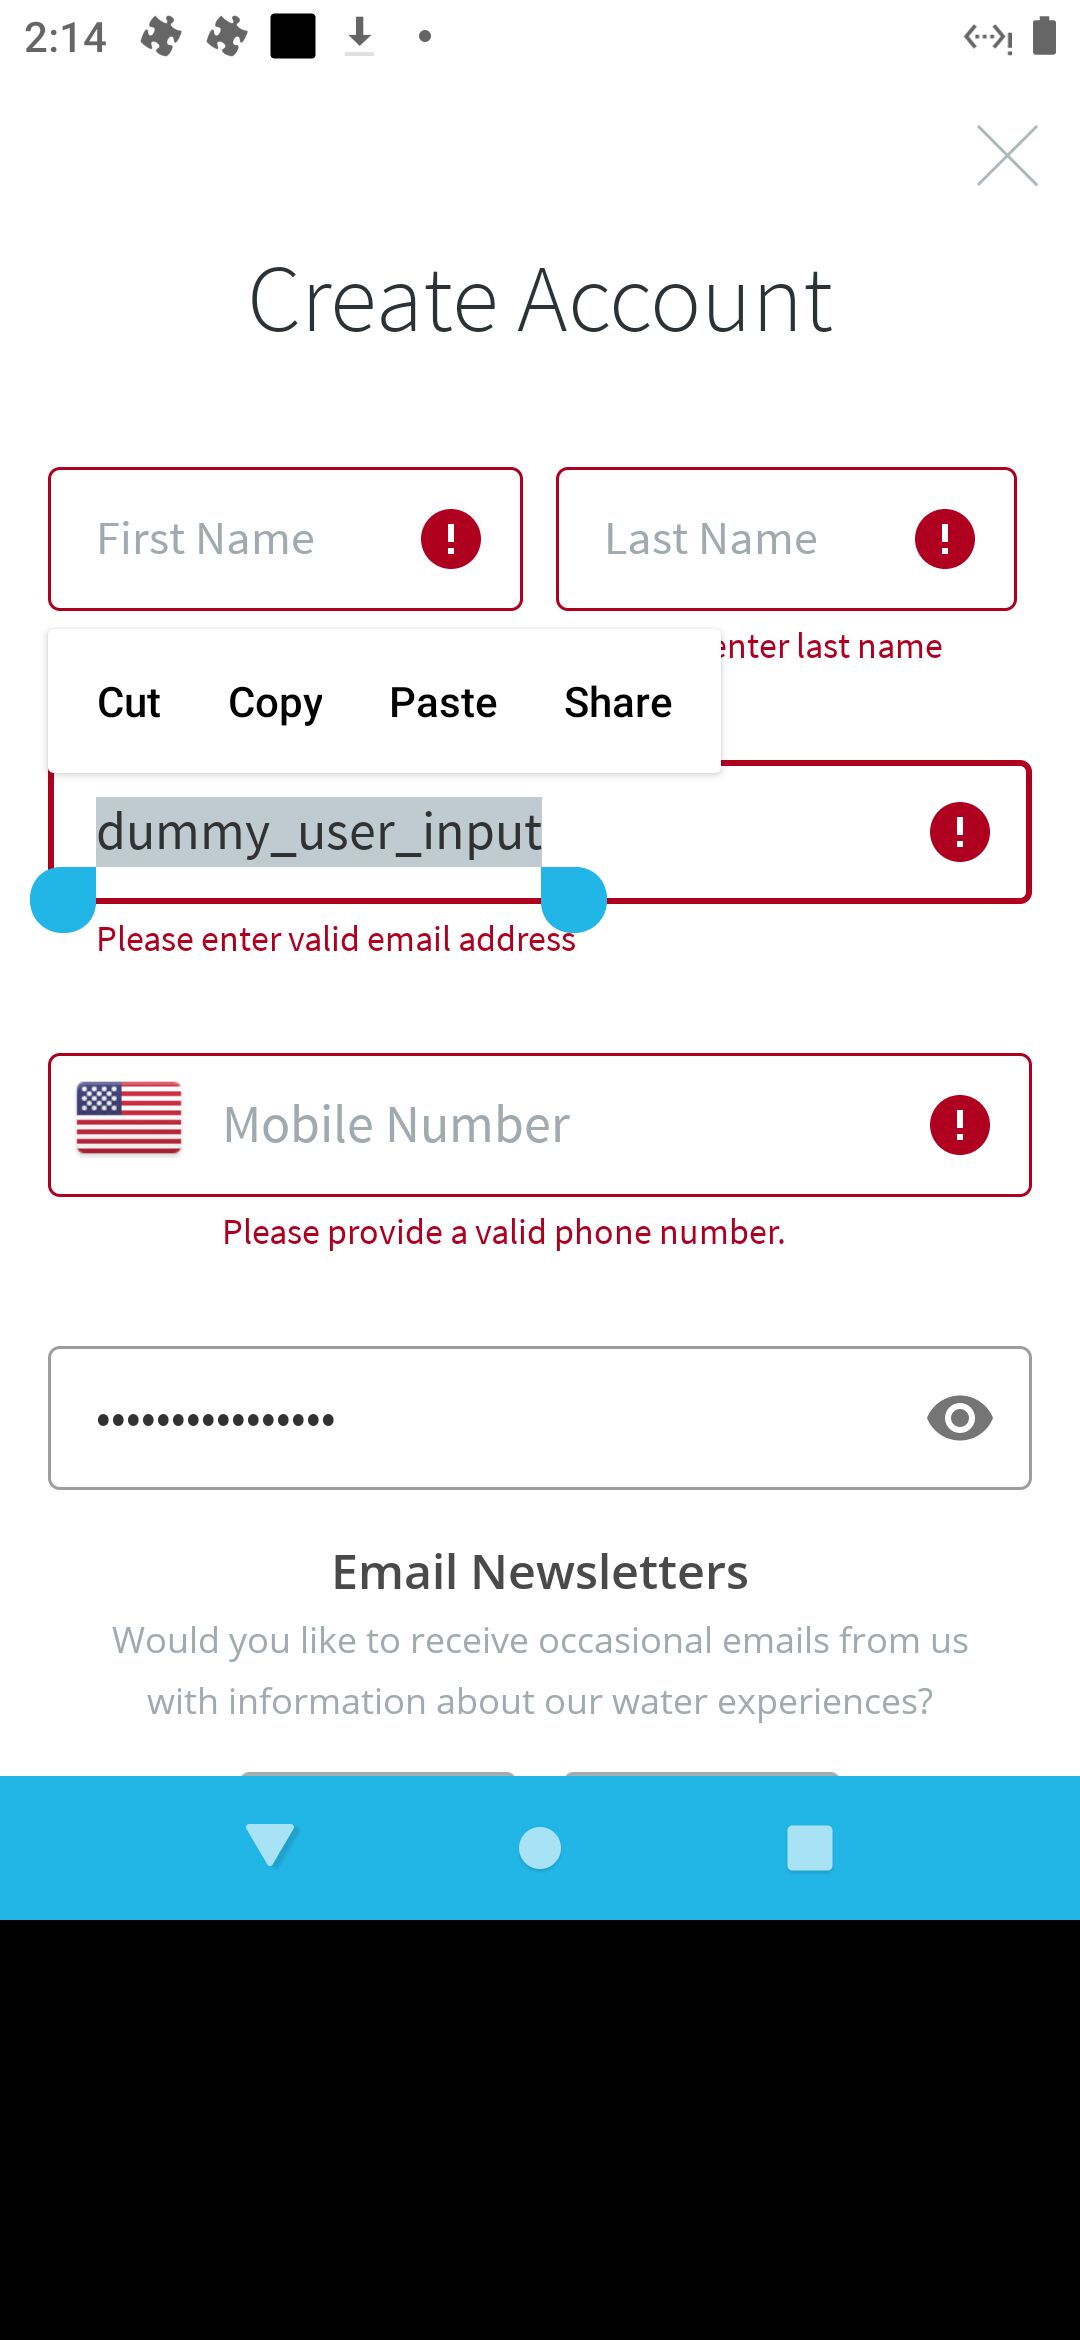 2:14
Create Account
First Name
Last Name
enter last name
Cut Copy Paste Share
dummy_user_input
Please enter valid email address
Mobile Number
Please provide a valid phone number.
••••••••••••••••
Email Newsletters
Would you like to receive occasional emails from us
with information about our water experiences?